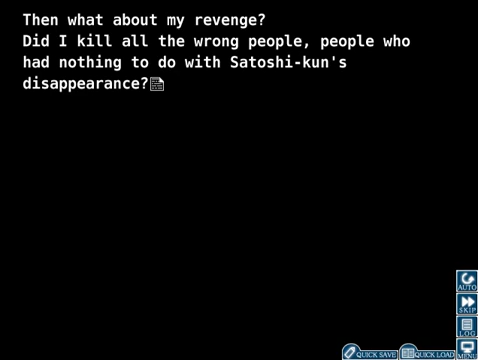 Then what about my revenge?
Did I kill all the wrong people, people who
had nothing to do with Satoshi-kun's
disappearance?
AUTO
SKIP
LOG
MENU
QUICK SAVE
QUICK LOAD